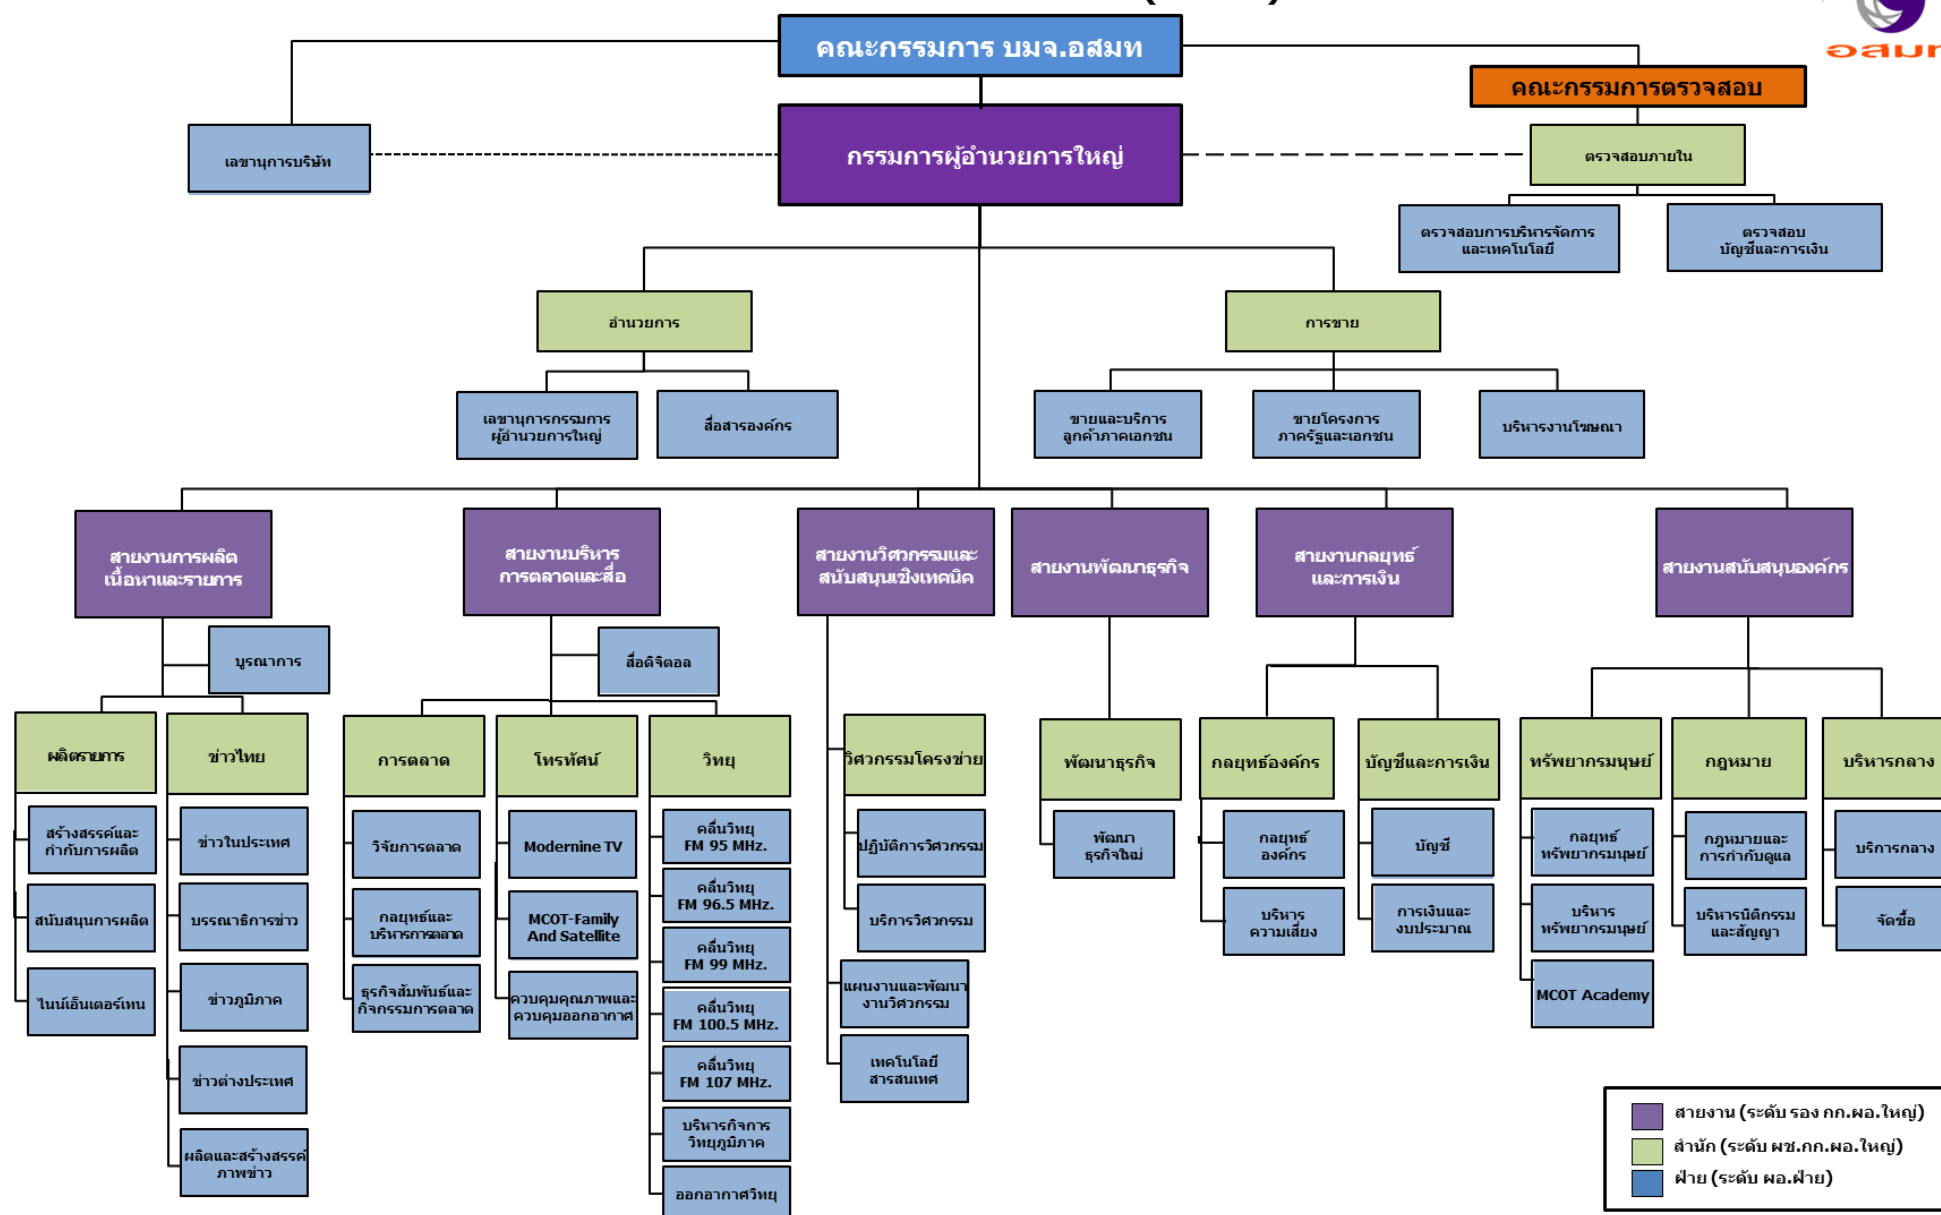 คณะกรรมการ บมจ.อสมท
อสมท
คณะกรรมการตรวจสอบ
เลขานุการบริษัท
กรรมการผู้อำนวยการใหญ่
ตรวจสอบภายใน
ตรวจสอบการบริหารจัดการ
และเทคโนโลยี
ตรวจสอบ
บัญชีและการเงิน
อำนวยการ
การขาย
เลขานุการกรรมการ
ผู้อำนวยการใหญ่
สื่อสารองค์กร
ขายและบริการ
ลูกค้าภาคเอกชน
ขายโครงการ
ภาครัฐและเอกชน
บริหารงานโฆษณา
สายงานการผลิต
เนื้อหาและรายการ
สายงานบริหาร
การตลาดและสื่อ
สายงานวิศวกรรมและ
สนับสนุนเชิงเทคนิค
สายงานพัฒนาธุรกิจ
สายงานกลยุทธ์
และการเงิน
สายงานสนับสนุนองค์กร
บูรณาการ
สื่อดิจิตอล
ผลิตรายการ
ข่าวไทย
การตลาด
โทรทัศน์
วิทยุ
วิศวกรรมโครงข่าย
พัฒนาธุรกิจ
กลยุทธ์องค์กร
บัญชีและการเงิน
ทรัพยากรมนุษย์
กฎหมาย
บริหารกลาง
สร้างสรรค์และ
กำกับการผลิต
สนับสนุนการผลิต
ไนน์เอ็นเตอร์เทน
ข่าวในประเทศ
บรรณาธิการข่าว
ข่าวภูมิภาค
ข่าวต่างประเทศ
ผลิตและสร้างสรรค์
ภาพข่าว
วิจัยการตลาด
กลยุทธ์และ
บริหารการตลาด
ธุรกิจสัมพันธ์และ
กิจกรรมการตลาด
Modernine TV
MCOT-Family
And Satellite
ควบคุมคุณภาพและ
ควบคุมออกอากาศ
คลื่นวิทยุ
FM 95 MHz.
คลื่นวิทยุ
FM 96.5 MHz.
คลื่นวิทยุ
FM 99 MHz.
คลื่นวิทยุ
FM 100.5 MHz.
คลื่นวิทยุ
FM 107 MHz.
บริหารกิจการ
วิทยุภูมิภาค
ออกอากาศวิทยุ
ปฏิบัติการวิศวกรรม
บริการวิศวกรรม
แผนงานและพัฒนา
งานวิศวกรรม
เทคโนโลยี
สารสนเทศ
พัฒนา
ธุรกิจใหม่
กลยุทธ์
องค์กร
บริหาร
ความเสี่ยง
บัญชี
การเงินและ
งบประมาณ
กลยุทธ์
ทรัพยากรมนุษย์
บริหาร
ทรัพยากรมนุษย์
MCOT Academy
กฎหมายและ
การกำกับดูแล
บริหารนิติกรรม
และสัญญา
บริการกลาง
จัดซื้อ
สายงาน (ระดับ รอง กก.ผอ.ใหญ่)
สำนัก (ระดับ ผช.กก.ผอ.ใหญ่)
ฝ่าย (ระดับ ผอ.ฝ่าย)